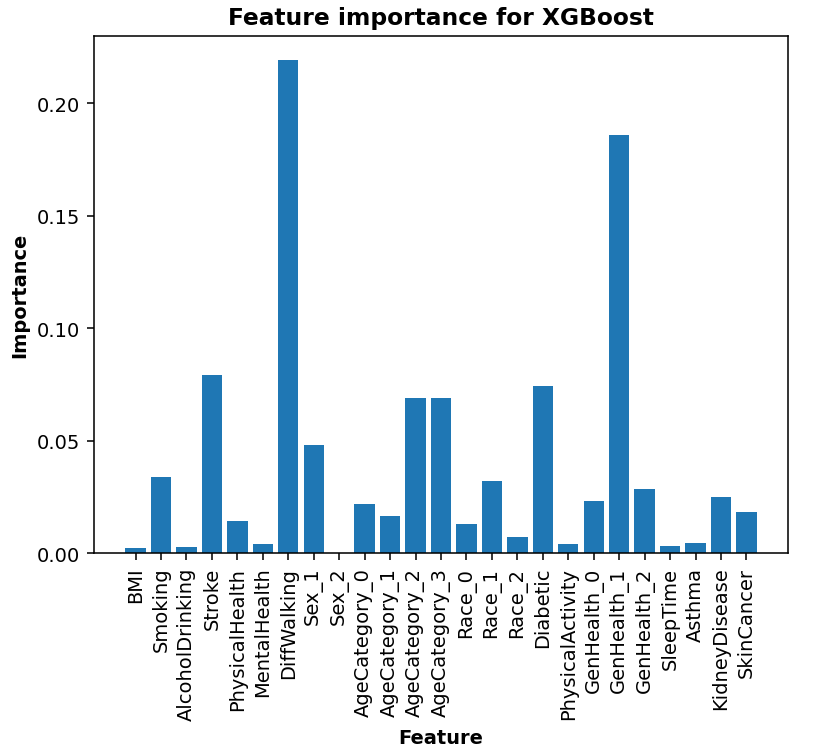 Feature importance for XGBoost
Importance
0.20
0.15
0.10
0.05
0.00
BMI
Smoking
AlcoholDrinking
Stroke
PhysicalHealth
MentalHealth
DiffWalking
Sex_1
Sex_2
AgeCategory_0
AgeCategory_1
AgeCategory_2
AgeCategory_3
Race_0
Race_1
Race_2
Diabetic
PhysicalActivity
GenHealth_0
GenHealth_1
GenHealth_2
SleepTime
Asthma
KidneyDisease
SkinCancer
Feature